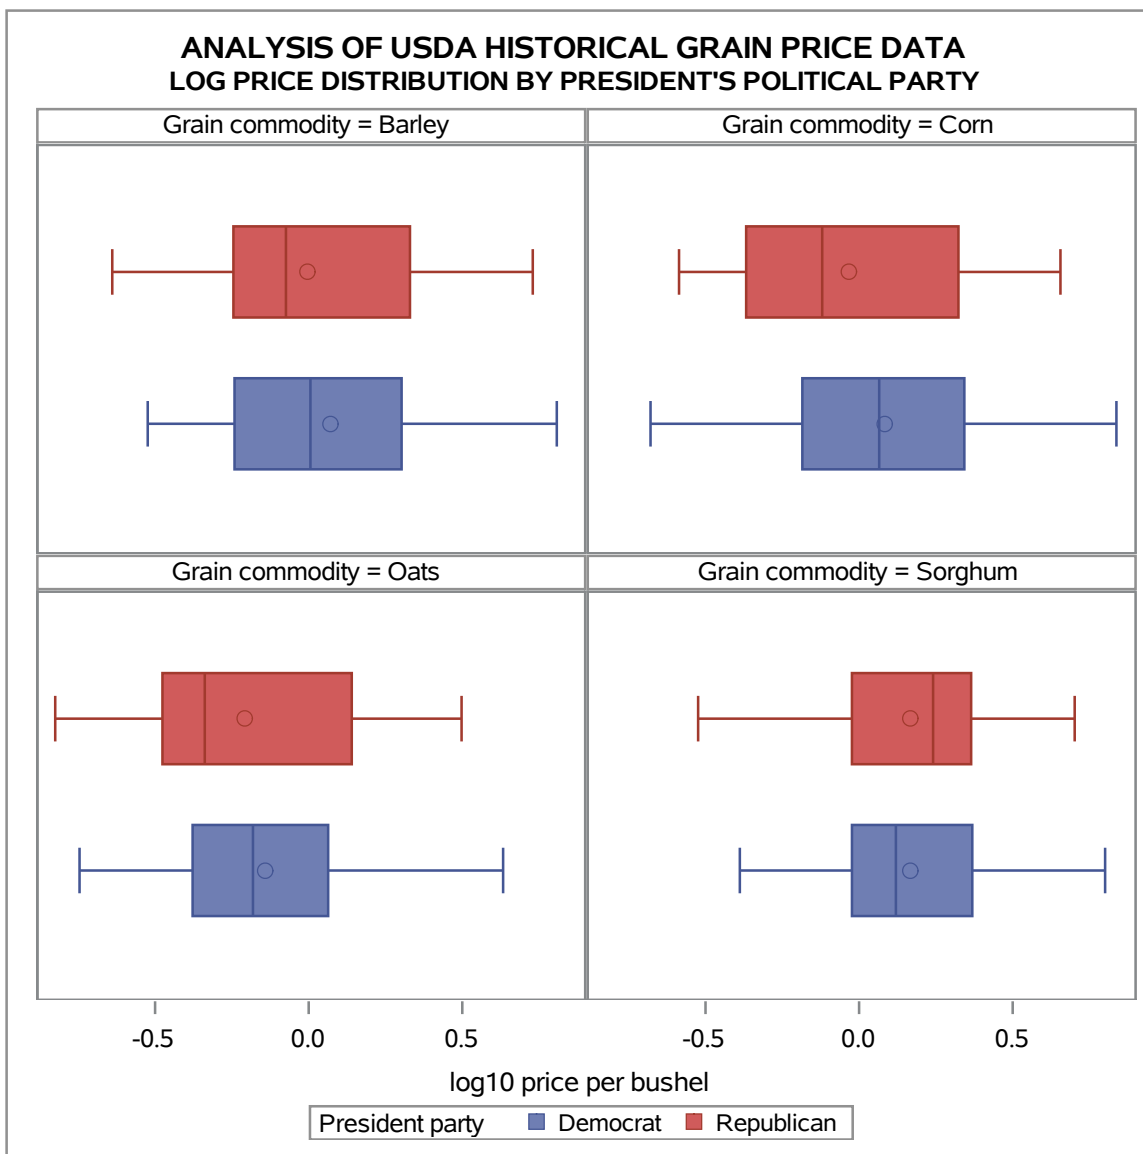 ANALYSIS OF USDA HISTORICAL GRAIN PRICE DATA
LOG PRICE DISTRIBUTION BY PRESIDENT'S POLITICAL PARTY
Grain commodity = Barley
Grain commodity = Corn
Grain commodity = Oats
Grain commodity = Sorghum
-0.5 0.0 0.5
-0.5 0.0 0.5
log10 price per bushel
President party Democrat Republican